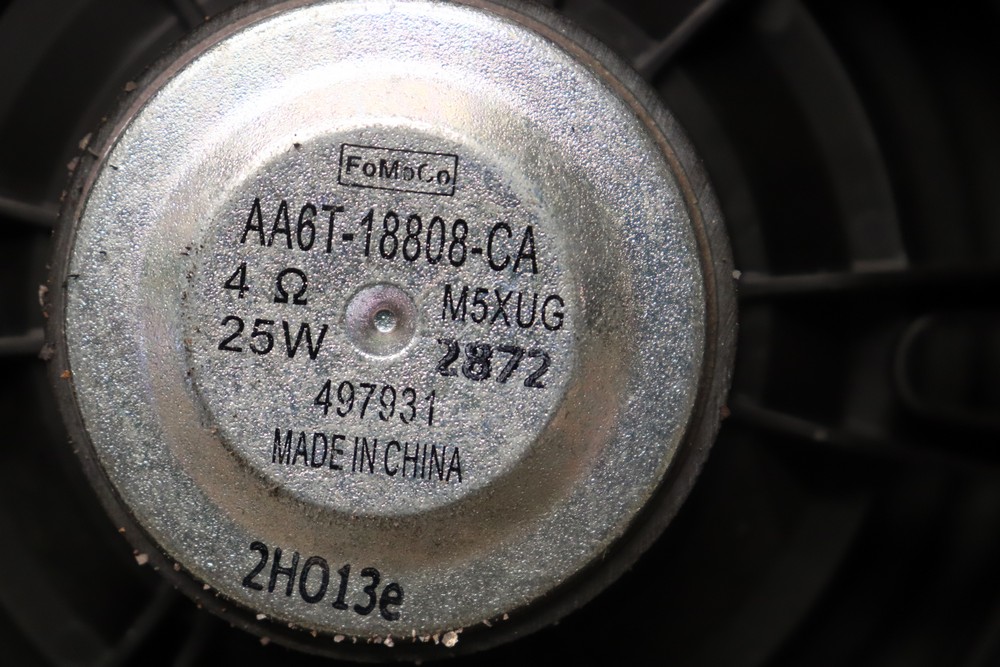 FoMoCo
AA6T-18808-CA
4 Ω M5XUG
25W 2872
497931
MADE IN CHINA
2H013e